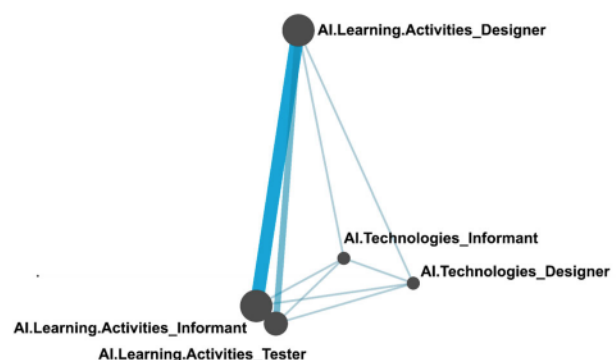 AI.Learning.Activities_Designer
AI.Technologies_Informant
AI.Technologies_Designer
AI.Learning.Activities_Informant
AI.Learning.Activities_Tester